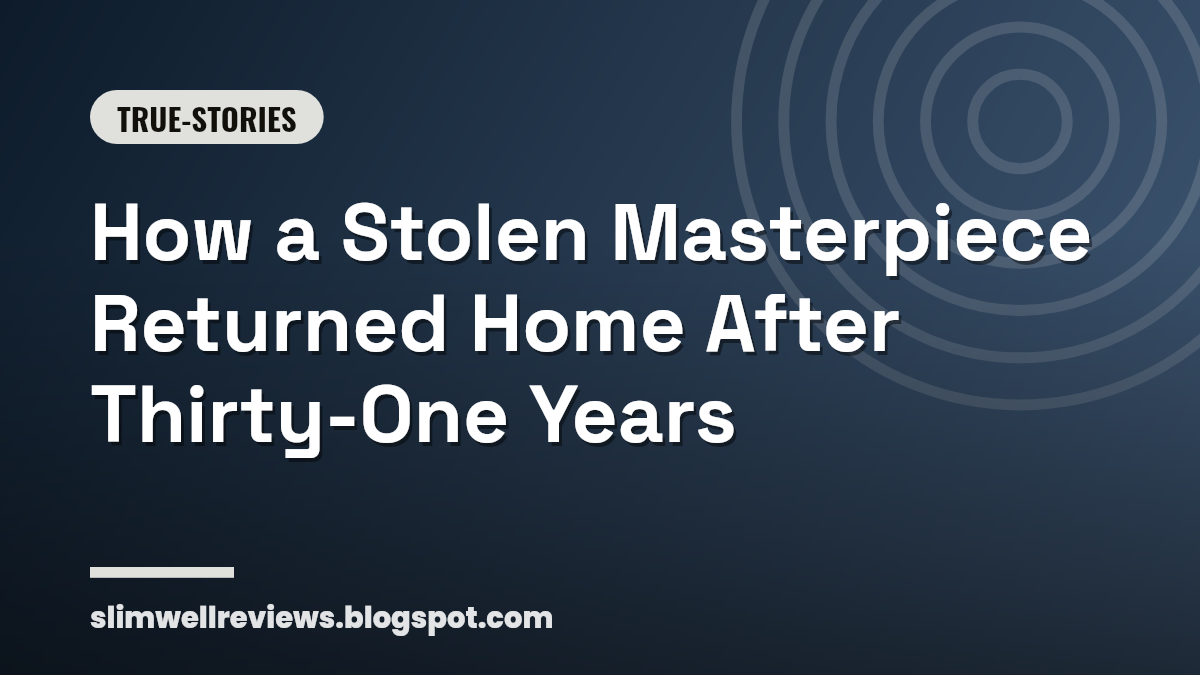 TRUE-STORIES
How a Stolen Masterpiece
Returned Home After
Thirty-One Years
slimwellreviews.blogspot.com